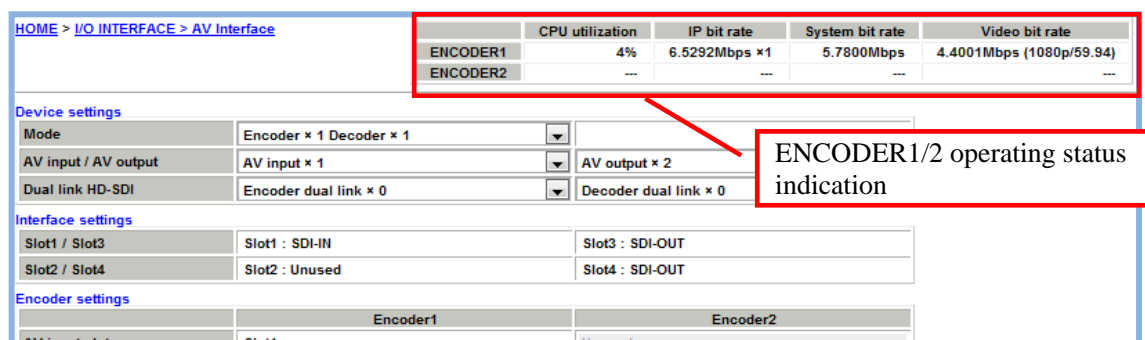 HOME > I/O INTERFACE > AV Interface
CPU utilization IP bit rate System bit rate Video bit rate
ENCODER1 4% 6.5292Mbps ×1 5.7800Mbps 4.4001Mbps (1080p/59.94)
ENCODER2 --- --- --- ---
Device settings
Mode Encoder × 1 Decoder × 1
AV input / AV output AV input × 1 AV output × 2
Dual link HD-SDI Encoder dual link × 0 Decoder dual link × 0
ENCODER1/2 operating status
indication
Interface settings
Slot1 / Slot3 Slot1 : SDI-IN Slot3 : SDI-OUT
Slot2 / Slot4 Slot2 : Unused Slot4 : SDI-OUT
Encoder settings
Encoder1 Encoder2